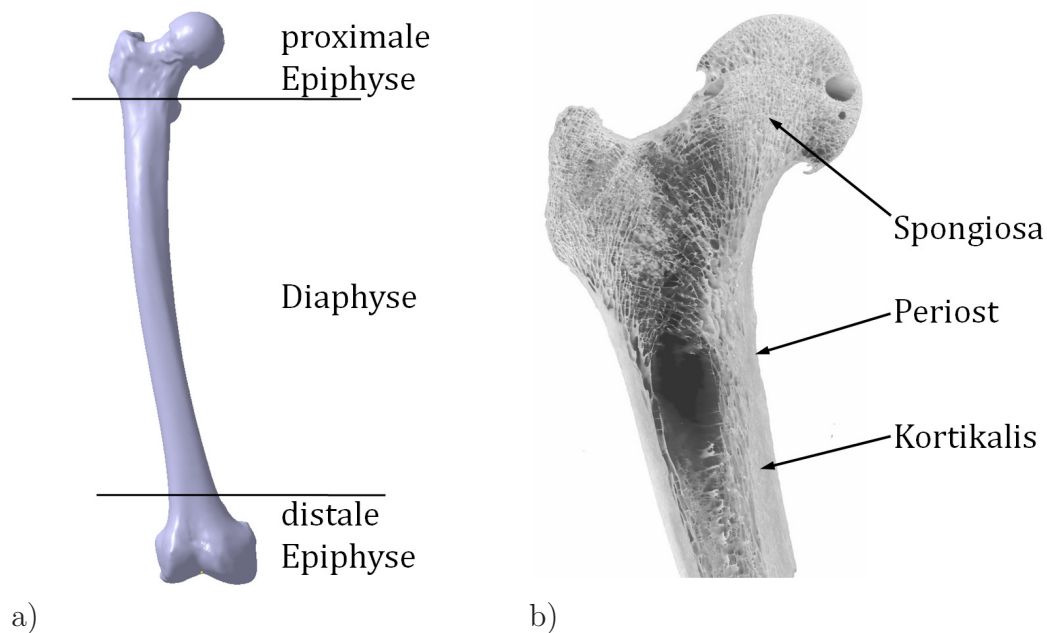 proximale
Epiphyse
Diaphyse
distale
Epiphyse
a)
Spongiosa
Periost
Kortikalis
b)